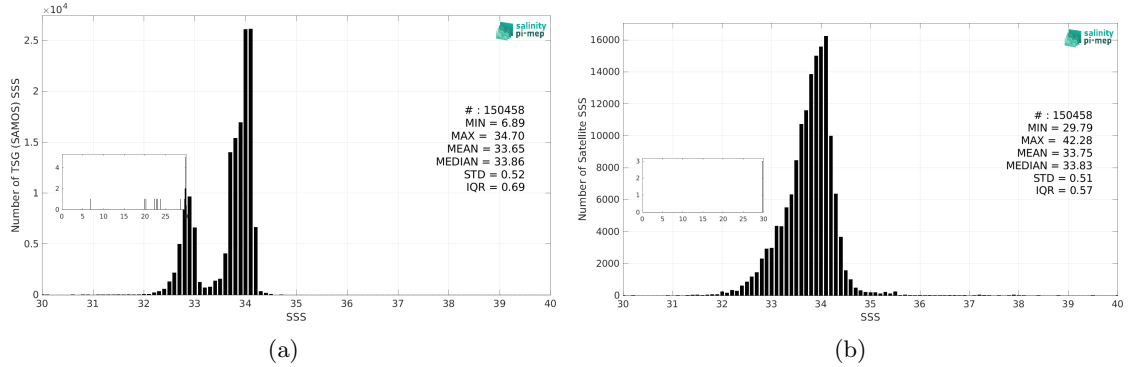 ×10⁴
2.5
2
1.5
1
0.5
0
Number of TSG (SAMOS) SSS
salinity
pi-mep
# : 150458
MIN = 6.89
MAX = 34.70
MEAN = 33.65
MEDIAN = 33.86
STD = 0.52
IQR = 0.69
4
2
0
0 5 10 15 20 25
30 31 32 33 34 35 36 37 38 39 40
SSS
(a)
16000
14000
12000
10000
8000
6000
4000
2000
0
Number of Satellite SSS
salinity
pi-mep
# : 150458
MIN = 29.79
MAX = 42.28
MEAN = 33.75
MEDIAN = 33.83
STD = 0.51
IQR = 0.57
3
2
1
0
0 5 10 15 20 25 30
30 31 32 33 34 35 36 37 38 39 40
SSS
(b)